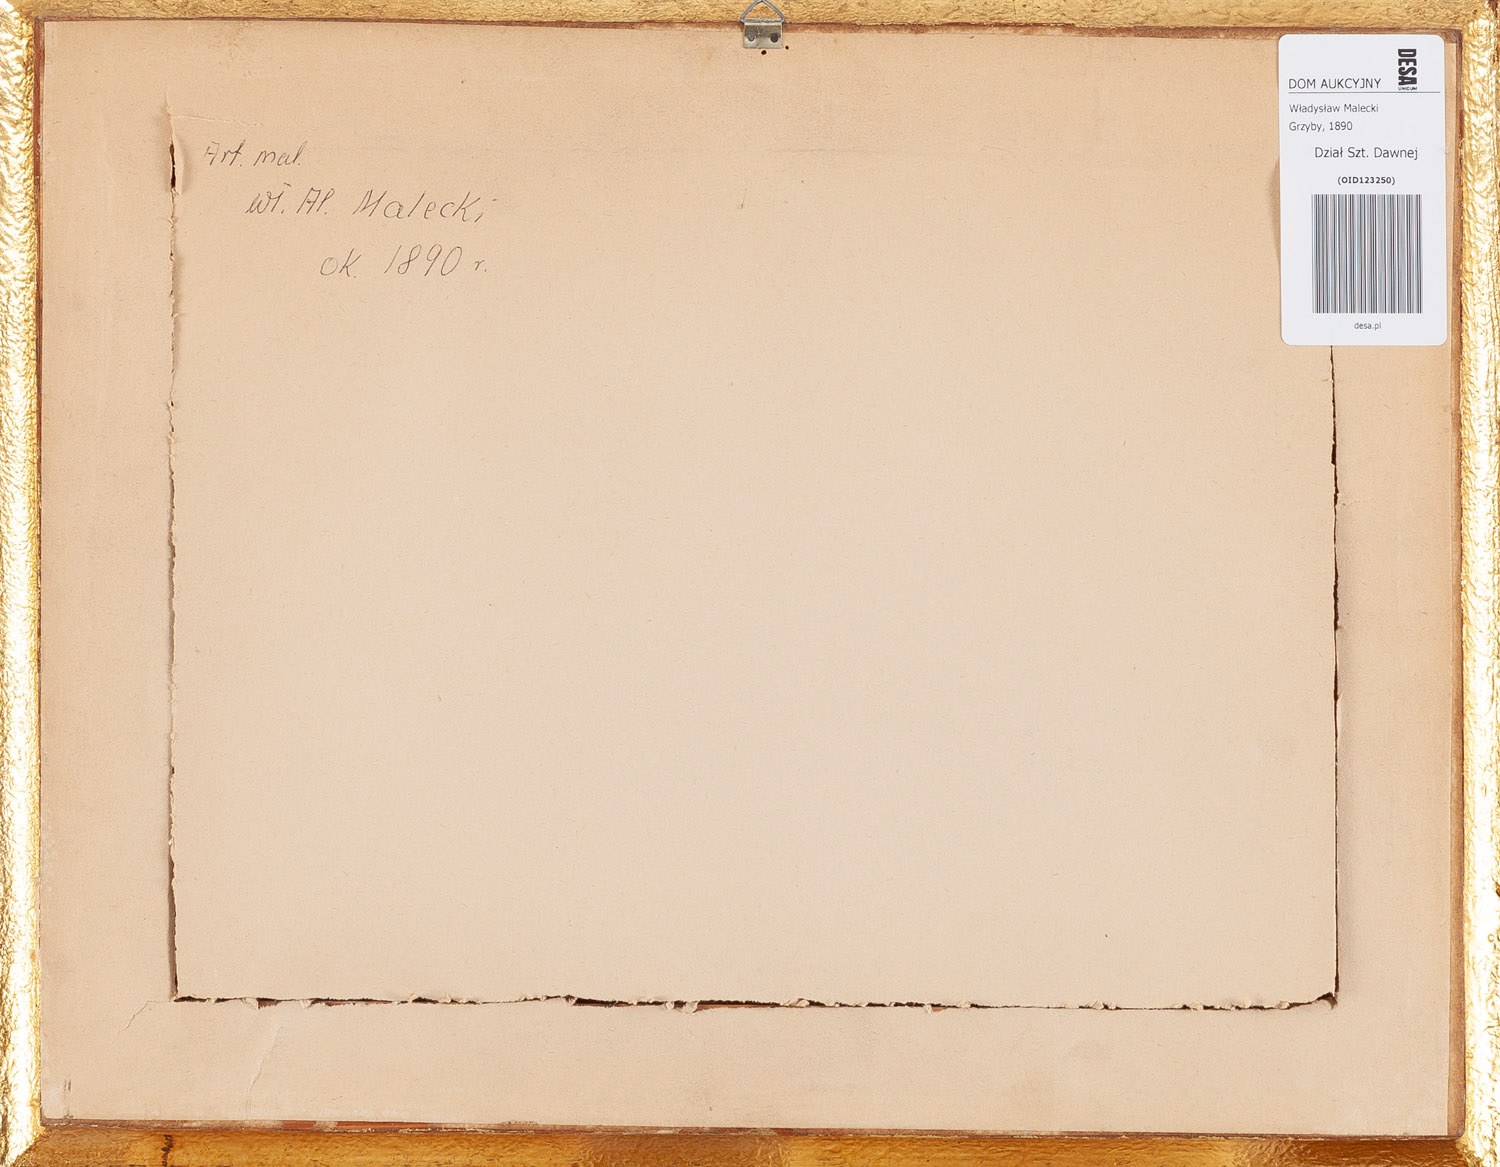 Art. mal.
Wł. Al. Malecki
ok. 1890 r.
DESA
UNICUM
DOM AUKCYJNY
Władysław Malecki
Grzyby, 1890
Dział Szt. Dawnej
(OID123250)
desa.pl